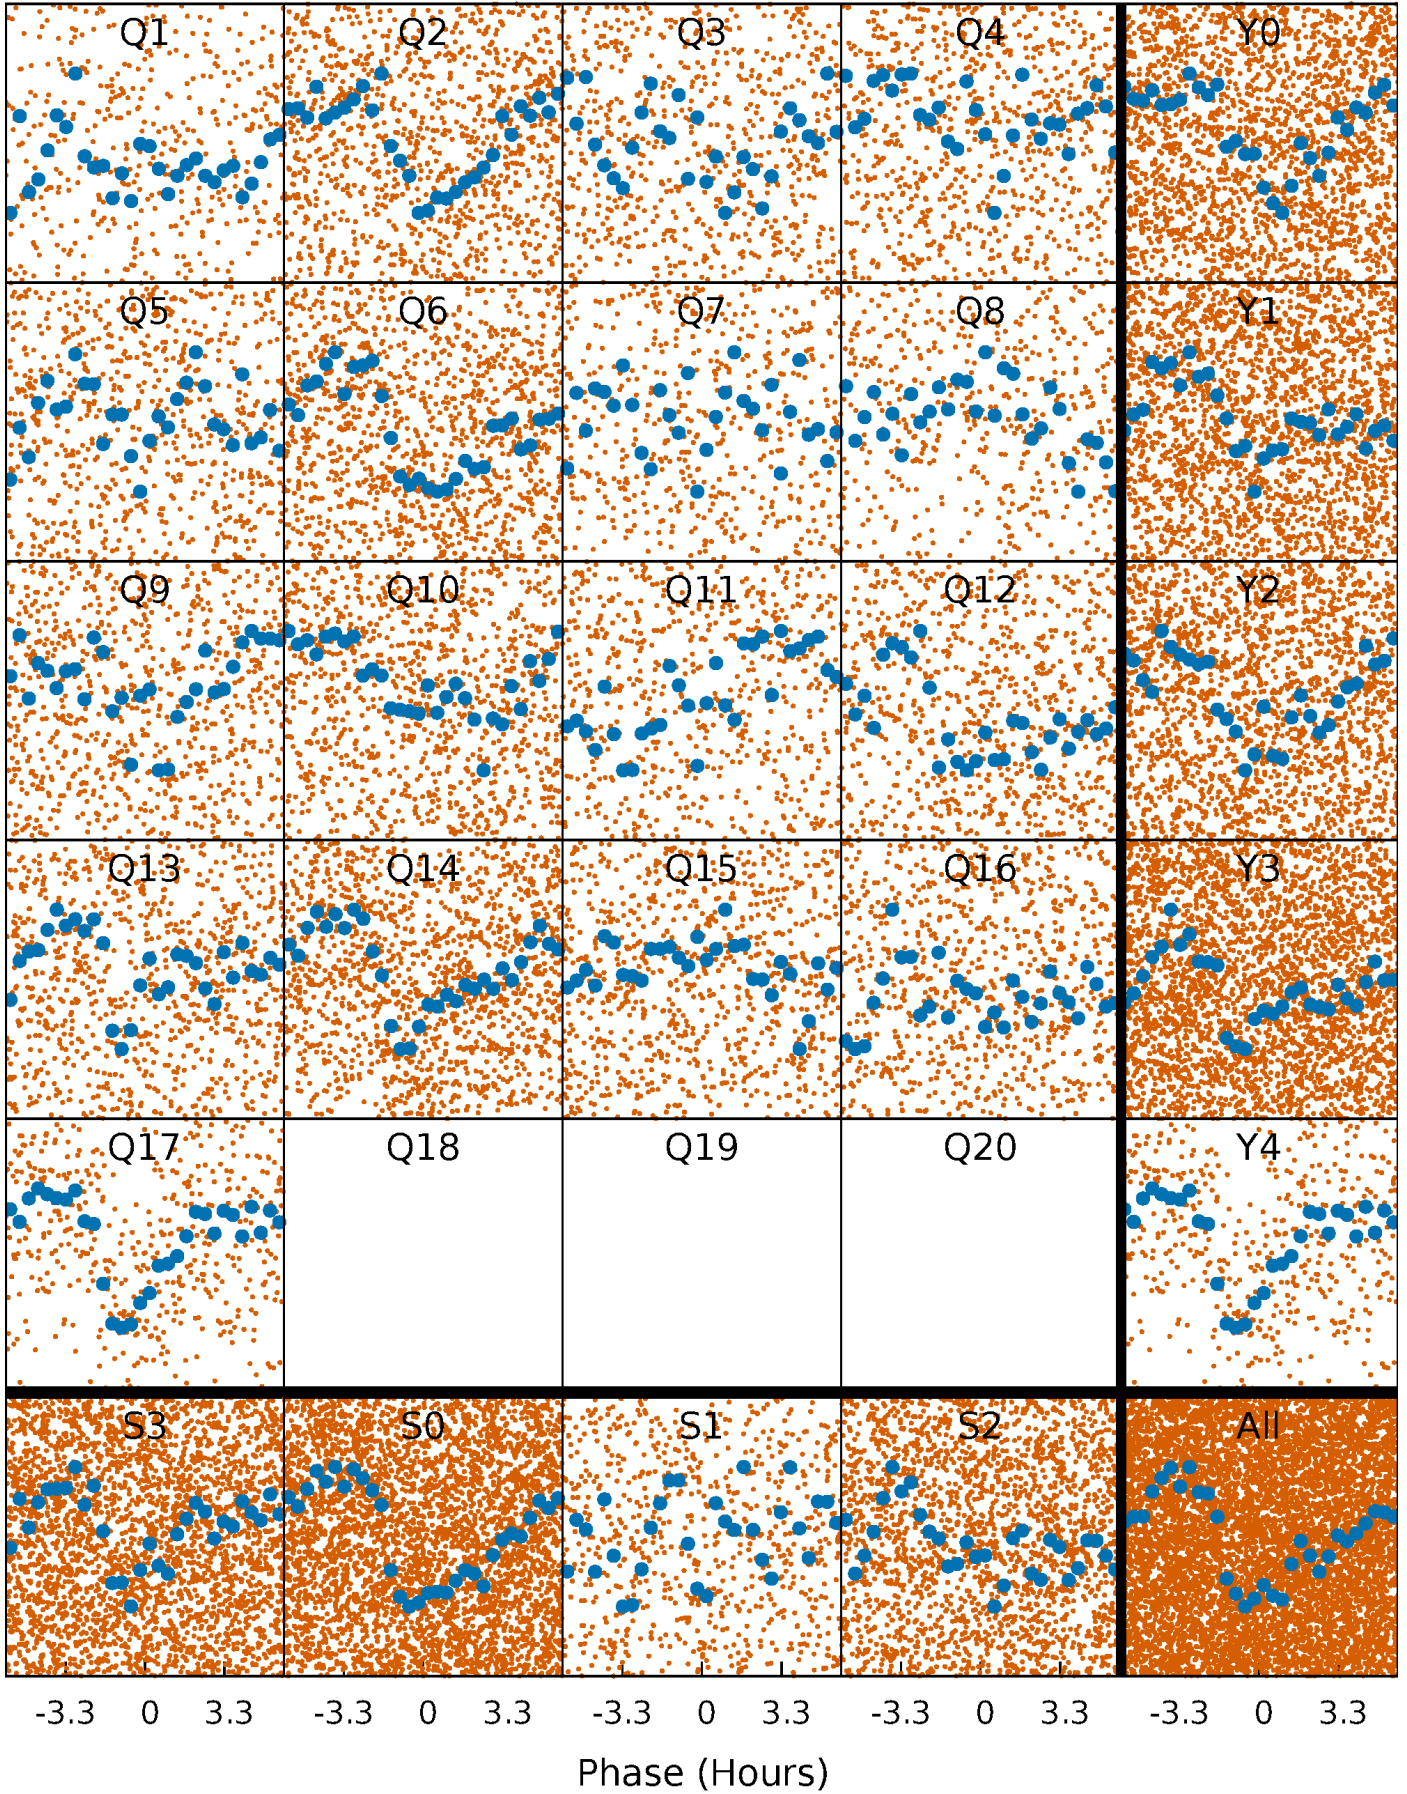 Q1 Q2 Q3 Q4 Y0
Q5 Q6 Q7 Q8 Y1
Q9 Q10 Q11 Q12 Y2
Q13 Q14 Q15 Q16 Y3
Q17 Q18 Q19 Q20 Y4
S3 S0 S1 S2 All
-3.3 0 3.3 -3.3 0 3.3 -3.3 0 3.3 -3.3 0 3.3 -3.3 0 3.3
Phase (Hours)